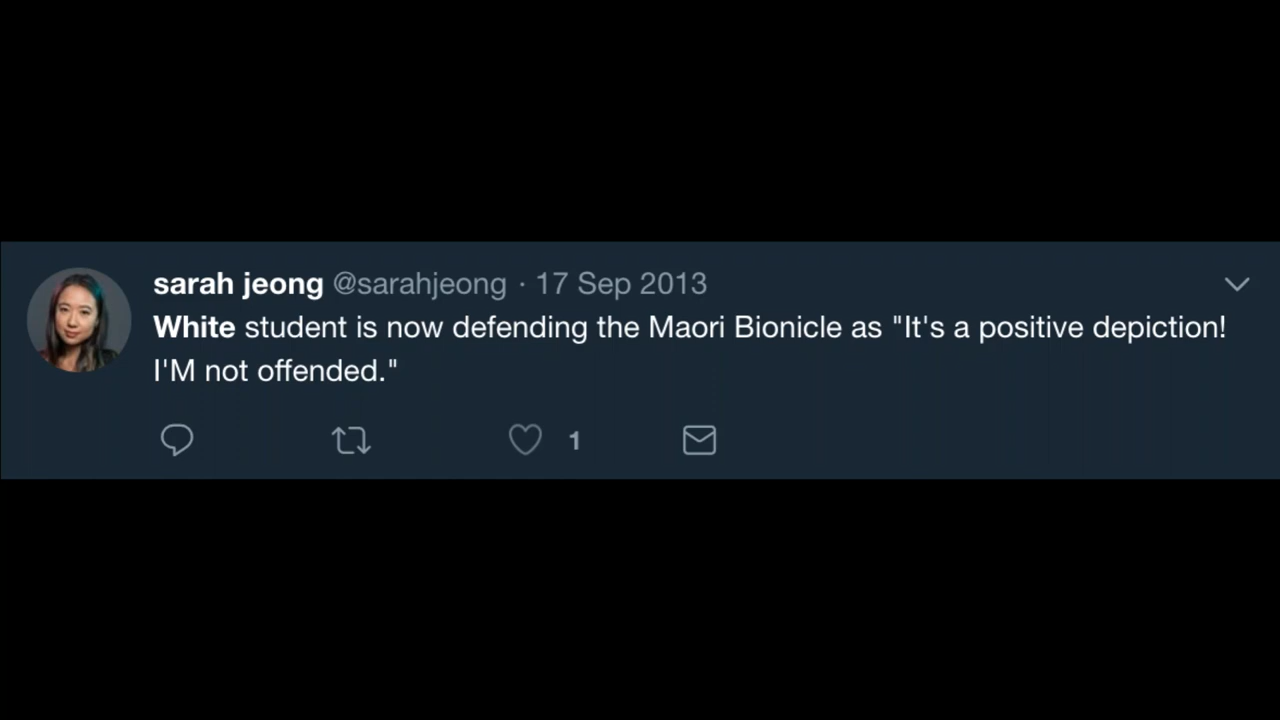 sarah jeong @sarahjeong · 17 Sep 2013
White student is now defending the Maori Bionicle as "It's a positive depiction!
I'M not offended."
1